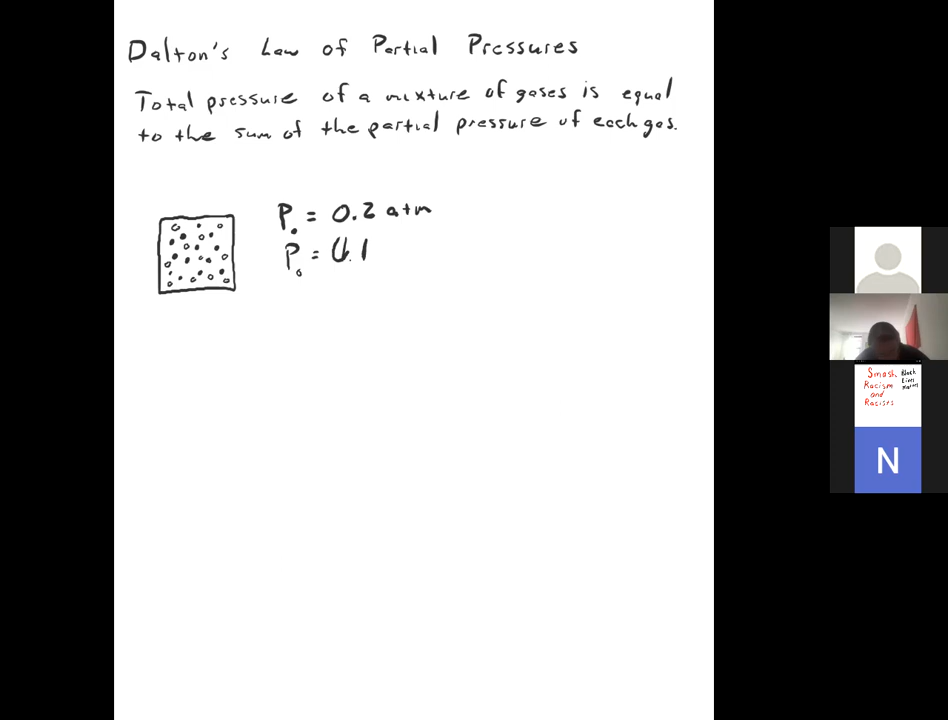 Dalton's Law of Partial Pressures
Total pressure of a mixture of gases is equal
to the sum of the partial pressure of each gas.
P. = 0.2 atm
P○ = 0.1
Smash
Racism
and
Racists
Black
Lives
Matter
N